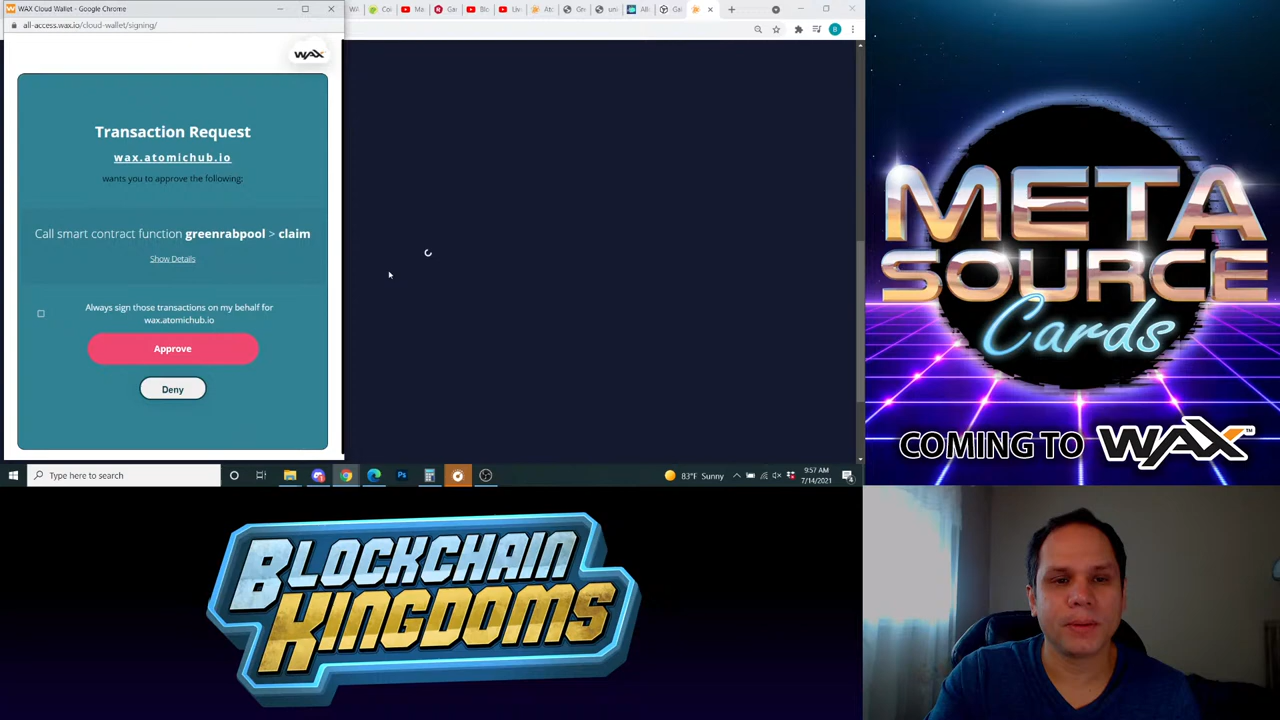 WAX Cloud Wallet - Google Chrome
all-access.wax.io/cloud-wallet/signing/
WAX
Transaction Request
wax.atomichub.io
wants you to approve the following:
Call smart contract function greenrabpool > claim
Show Details
Always sign those transactions on my behalf for
wax.atomichub.io
Approve
Deny
Type here to search
83°F Sunny
9:57 AM
7/14/2021
META
SOURCE
Cards
COMING TO WAX™
BLOCKCHAIN
KINGDOMS